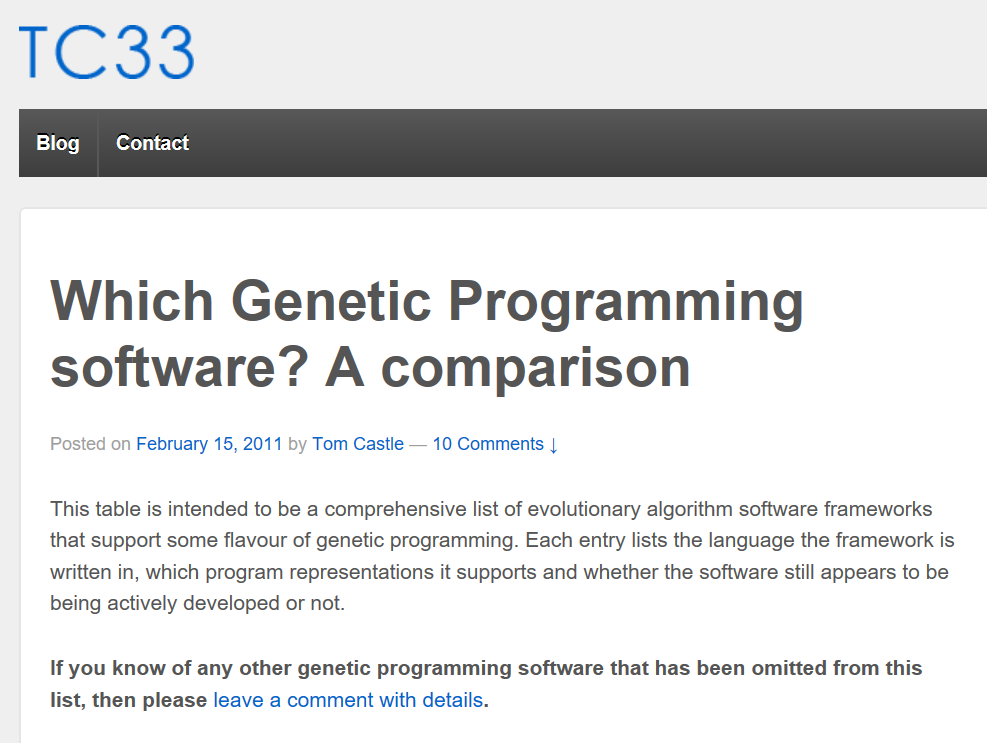 TC33
Blog
Contact
Which Genetic Programming
software? A comparison
Posted on February 15, 2011 by Tom Castle — 10 Comments ↓
This table is intended to be a comprehensive list of evolutionary algorithm software frameworks
that support some flavour of genetic programming. Each entry lists the language the framework is
written in, which program representations it supports and whether the software still appears to be
being actively developed or not.
If you know of any other genetic programming software that has been omitted from this
list, then please leave a comment with details.